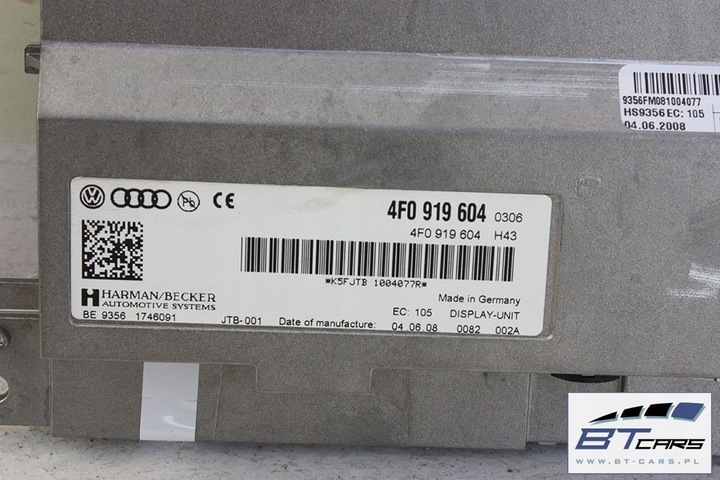 9356FM081004077
HS9356EC: 105
04.06.2008
4F0 919 604 0306
4F0 919 604 H43
*K5FJTB 1004077R*
Pb
CE
HARMAN/BECKER
AUTOMOTIVE SYSTEMS
Made in Germany
EC: 105 DISPLAY-UNIT
BE 9356 1746091 JTB-001 Date of manufacture: 04.06.08 0082 002A
BT CARS
WWW.BT-CARS.PL